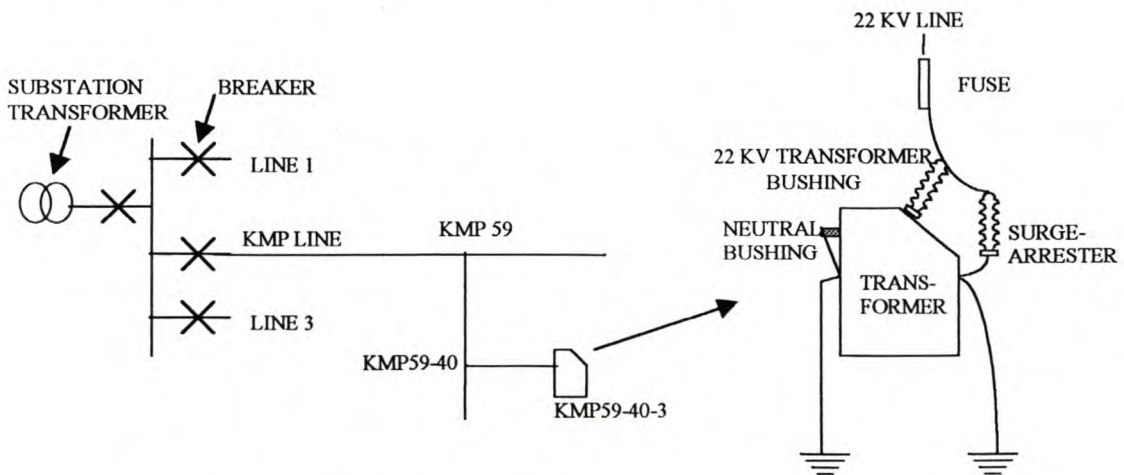 SUBSTATION
TRANSFORMER
BREAKER
LINE 1
KMP LINE
KMP 59
LINE 3
KMP59-40
KMP59-40-3
22 KV LINE
FUSE
22 KV TRANSFORMER
BUSHING
NEUTRAL
BUSHING
SURGE-
ARRESTER
TRANS-
FORMER